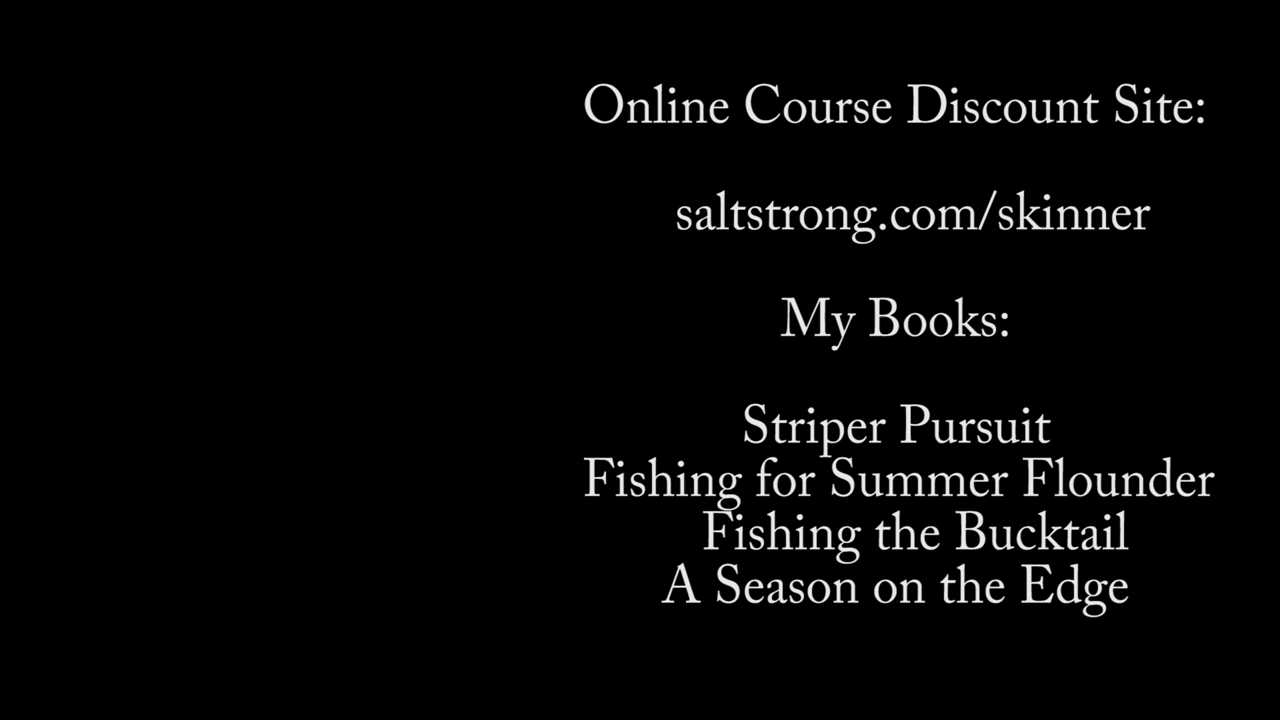 Online Course Discount Site:
saltstrong.com/skinner
My Books:
Striper Pursuit
Fishing for Summer Flounder
Fishing the Bucktail
A Season on the Edge